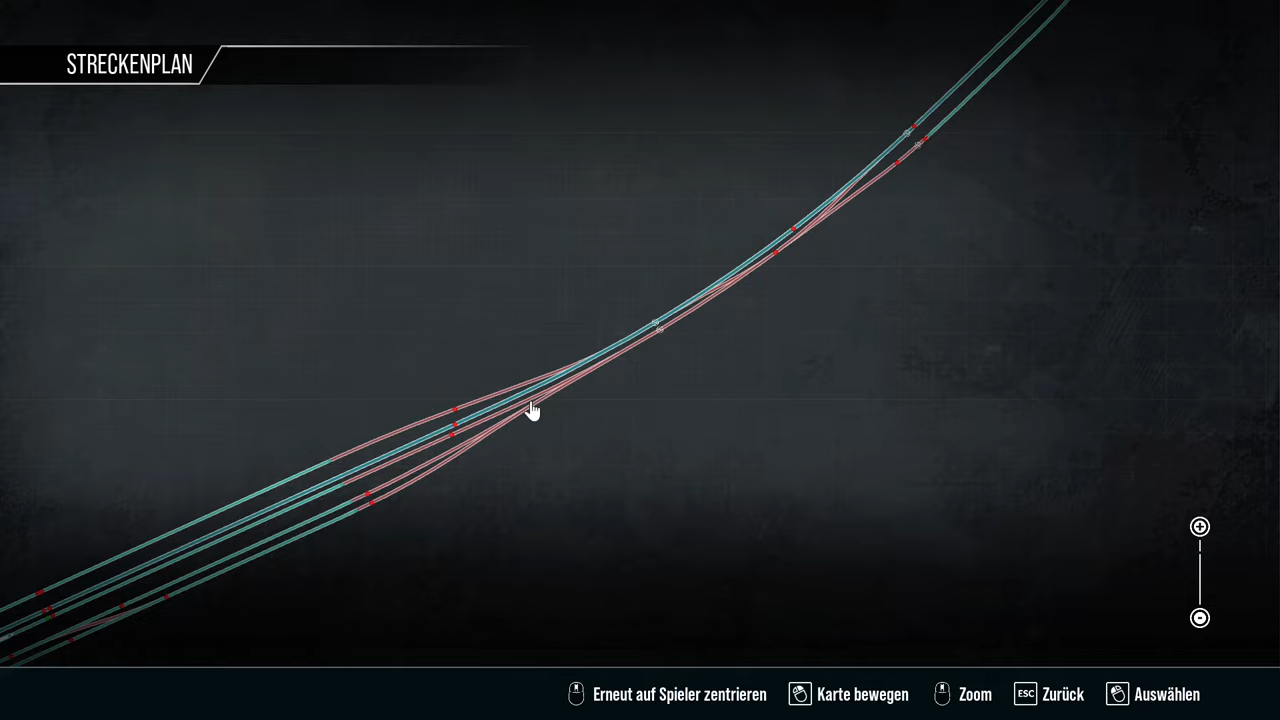 STRECKENPLAN
Erneut auf Spieler zentrieren
Karte bewegen
Zoom
ESC Zurück
Auswählen